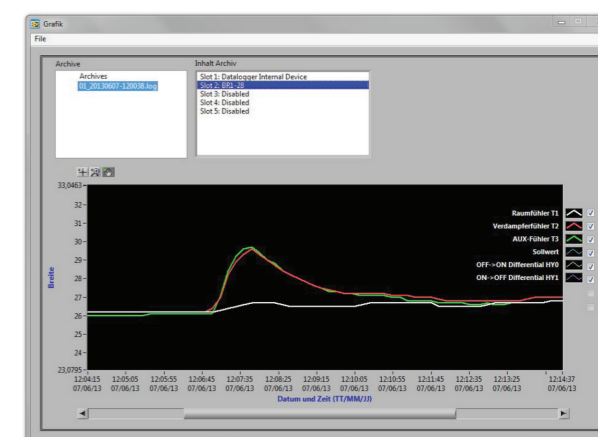 Grafik
File
Archive
Inhalt Archiv
Archives
01_20130607-120038.log
Slot 1: Datalogger Internal Device
Slot 2: BR1-28
Slot 3: Disabled
Slot 4: Disabled
Slot 5: Disabled
33,0463
32
31
30
29
28
27
26
25
24
23,0795
Breite
Raumfühler T1
Verdampferfühler T2
AUX-Fühler T3
Sollwert
OFF->ON Differential HY0
ON->OFF Differential HY1
12:04:15 12:05:05 12:05:55 12:06:45 12:07:35 12:08:25 12:09:15 12:10:05 12:10:55 12:11:45 12:12:35 12:13:25 12:14:37
07/06/13 07/06/13 07/06/13 07/06/13 07/06/13 07/06/13 07/06/13 07/06/13 07/06/13 07/06/13 07/06/13 07/06/13 07/06/13
Datum und Zeit (TT/MM/JJ)